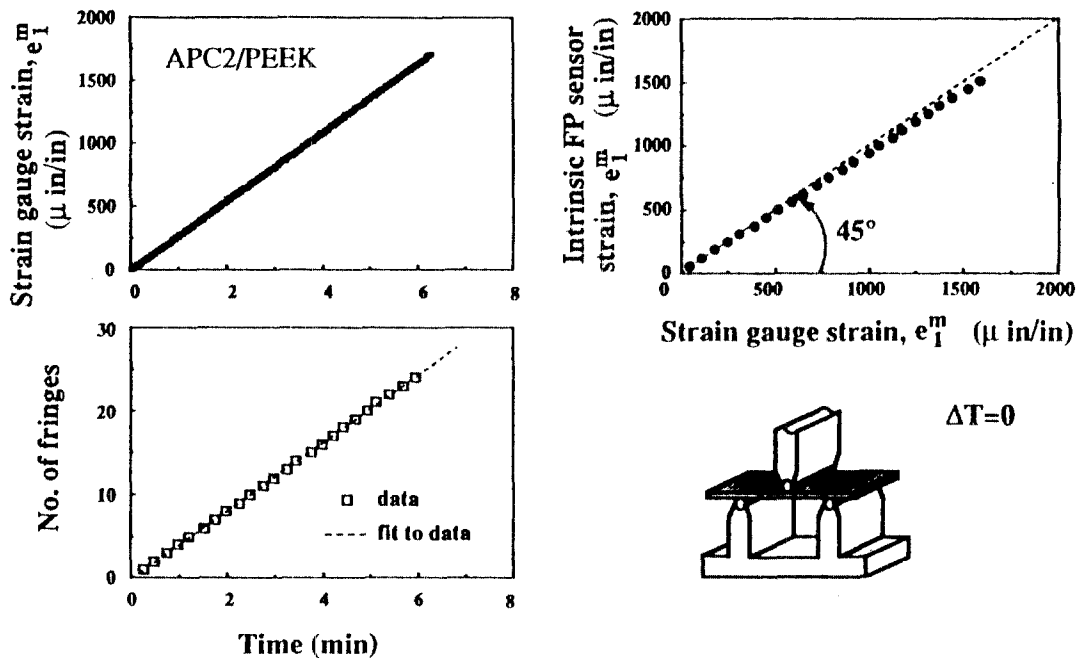 2000
1500
1000
500
0
Strain gauge strain, e₁ᵐ
(μ in/in)
APC2/PEEK
0 2 4 6 8
30
20
10
0
No. of fringes
data
fit to data
0 2 4 6 8
Time (min)
2000
1500
1000
500
0
Intrinsic FP sensor
strain, e₁ᵐ (μ in/in)
45°
0 500 1000 1500 2000
Strain gauge strain, e₁ᵐ (μ in/in)
ΔT=0